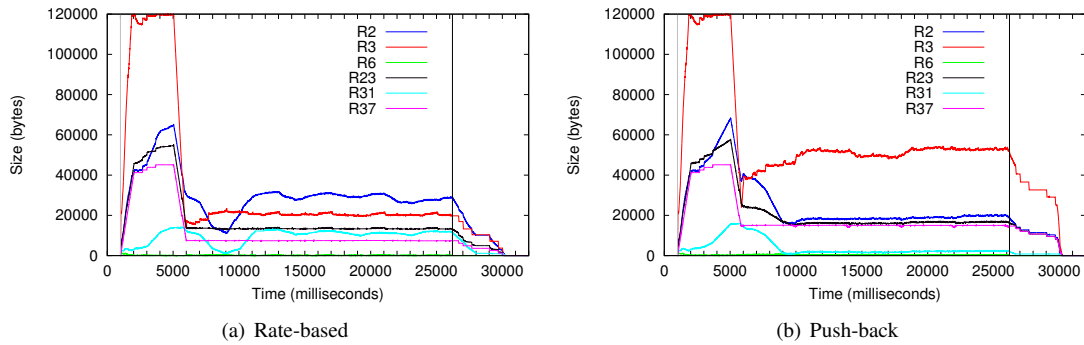 120000
100000
80000
60000
40000
20000
0
Size (bytes)
0 5000 10000 15000 20000 25000 30000
Time (milliseconds)
R2
R3
R6
R23
R31
R37
(a) Rate-based
120000
100000
80000
60000
40000
20000
0
Size (bytes)
0 5000 10000 15000 20000 25000 30000
Time (milliseconds)
R2
R3
R6
R23
R31
R37
(b) Push-back